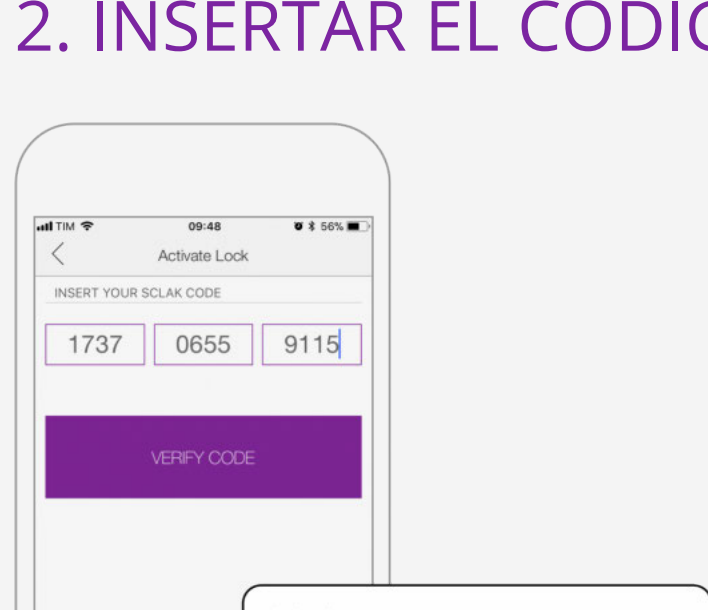 2. INSERTAR EL CODIG
TIM 09:48 56%
Activate Lock
INSERT YOUR SCLAK CODE
1737 0655 9115
VERIFY CODE